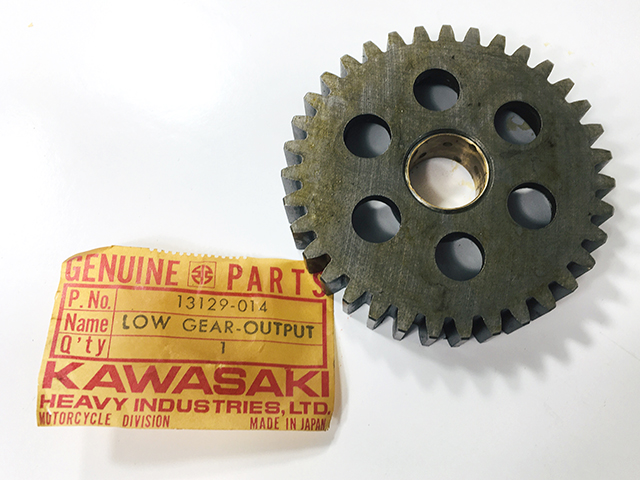 GENUINE PARTS
P. No. 13129-014
Name LOW GEAR-OUTPUT
Q'ty 1
KAWASAKI
HEAVY INDUSTRIES, LTD.
MOTORCYCLE DIVISION MADE IN JAPAN